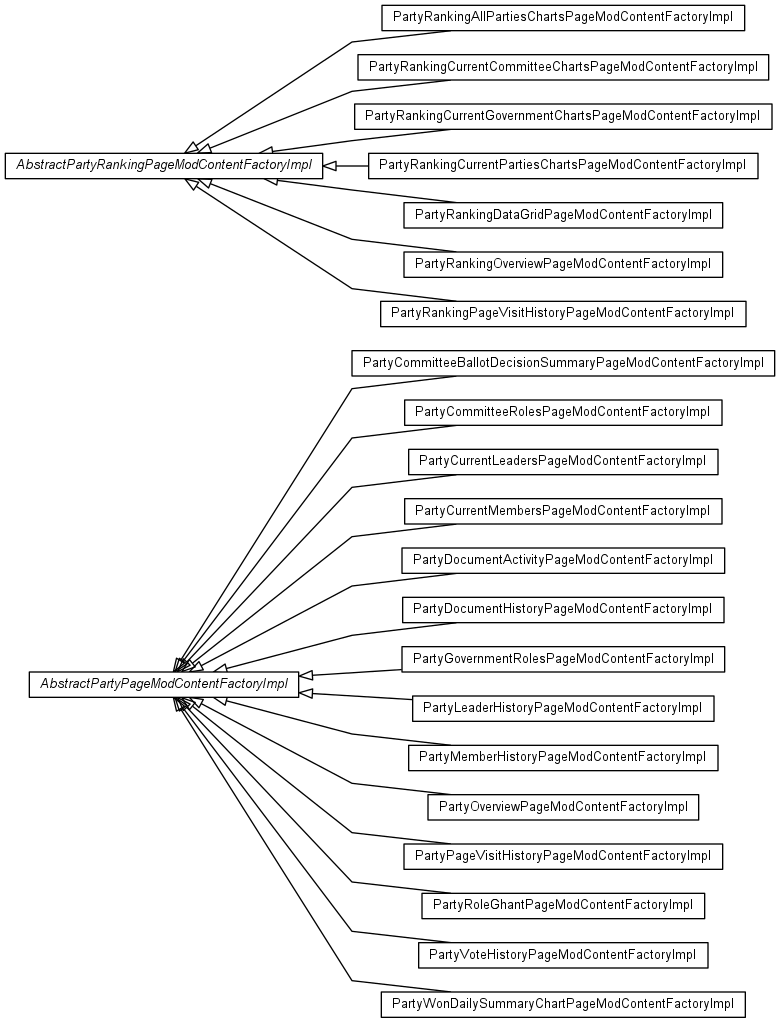 PartyRankingAllPartiesChartsPageModContentFactoryImpl
PartyRankingCurrentCommitteeChartsPageModContentFactoryImpl
PartyRankingCurrentGovernmentChartsPageModContentFactoryImpl
AbstractPartyRankingPageModContentFactoryImpl
PartyRankingCurrentPartiesChartsPageModContentFactoryImpl
PartyRankingDataGridPageModContentFactoryImpl
PartyRankingOverviewPageModContentFactoryImpl
PartyRankingPageVisitHistoryPageModContentFactoryImpl
PartyCommitteeBallotDecisionSummaryPageModContentFactoryImpl
PartyCommitteeRolesPageModContentFactoryImpl
PartyCurrentLeadersPageModContentFactoryImpl
PartyCurrentMembersPageModContentFactoryImpl
PartyDocumentActivityPageModContentFactoryImpl
PartyDocumentHistoryPageModContentFactoryImpl
PartyGovernmentRolesPageModContentFactoryImpl
AbstractPartyPageModContentFactoryImpl
PartyLeaderHistoryPageModContentFactoryImpl
PartyMemberHistoryPageModContentFactoryImpl
PartyOverviewPageModContentFactoryImpl
PartyPageVisitHistoryPageModContentFactoryImpl
PartyRoleGhantPageModContentFactoryImpl
PartyVoteHistoryPageModContentFactoryImpl
PartyWonDailySummaryChartPageModContentFactoryImpl